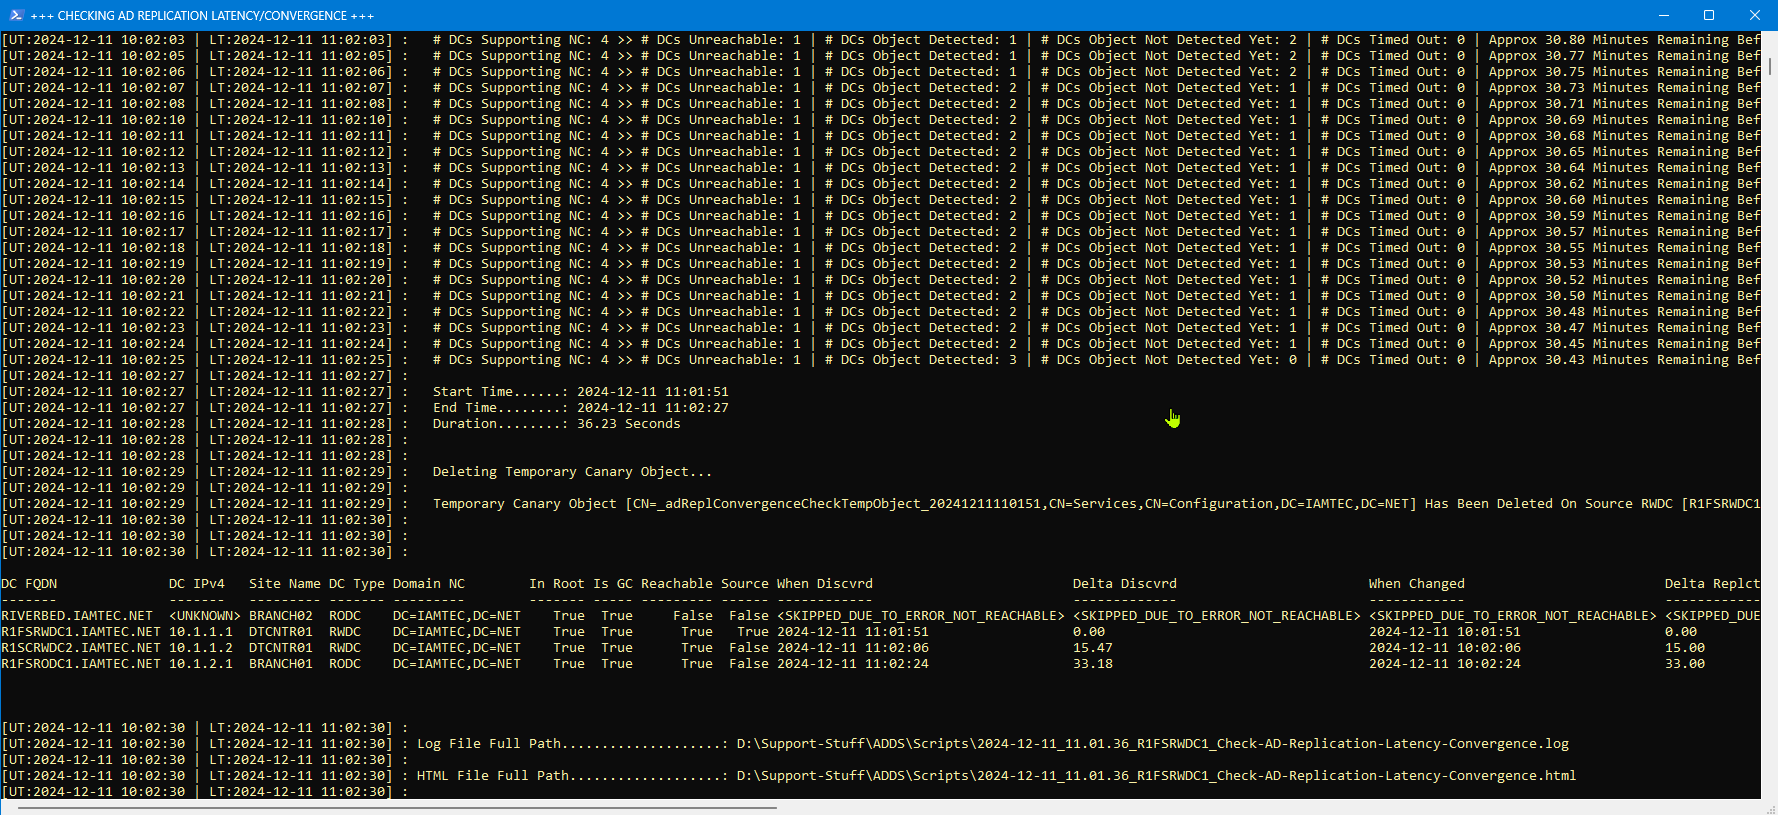 +++ CHECKING AD REPLICATION LATENCY/CONVERGENCE +++
[UT:2024-12-11 10:02:03 | LT:2024-12-11 11:02:03] :   # DCs Supporting NC: 4 >> # DCs Unreachable: 1 | # DCs Object Detected: 1 | # DCs Object Not Detected Yet: 2 | # DCs Timed Out: 0 | Approx 30.80 Minutes Remaining Bef
[UT:2024-12-11 10:02:05 | LT:2024-12-11 11:02:05] :   # DCs Supporting NC: 4 >> # DCs Unreachable: 1 | # DCs Object Detected: 1 | # DCs Object Not Detected Yet: 2 | # DCs Timed Out: 0 | Approx 30.77 Minutes Remaining Bef
[UT:2024-12-11 10:02:06 | LT:2024-12-11 11:02:06] :   # DCs Supporting NC: 4 >> # DCs Unreachable: 1 | # DCs Object Detected: 1 | # DCs Object Not Detected Yet: 2 | # DCs Timed Out: 0 | Approx 30.75 Minutes Remaining Bef
[UT:2024-12-11 10:02:07 | LT:2024-12-11 11:02:07] :   # DCs Supporting NC: 4 >> # DCs Unreachable: 1 | # DCs Object Detected: 2 | # DCs Object Not Detected Yet: 1 | # DCs Timed Out: 0 | Approx 30.73 Minutes Remaining Bef
[UT:2024-12-11 10:02:08 | LT:2024-12-11 11:02:08] :   # DCs Supporting NC: 4 >> # DCs Unreachable: 1 | # DCs Object Detected: 2 | # DCs Object Not Detected Yet: 1 | # DCs Timed Out: 0 | Approx 30.71 Minutes Remaining Bef
[UT:2024-12-11 10:02:10 | LT:2024-12-11 11:02:10] :   # DCs Supporting NC: 4 >> # DCs Unreachable: 1 | # DCs Object Detected: 2 | # DCs Object Not Detected Yet: 1 | # DCs Timed Out: 0 | Approx 30.69 Minutes Remaining Bef
[UT:2024-12-11 10:02:11 | LT:2024-12-11 11:02:11] :   # DCs Supporting NC: 4 >> # DCs Unreachable: 1 | # DCs Object Detected: 2 | # DCs Object Not Detected Yet: 1 | # DCs Timed Out: 0 | Approx 30.68 Minutes Remaining Bef
[UT:2024-12-11 10:02:12 | LT:2024-12-11 11:02:12] :   # DCs Supporting NC: 4 >> # DCs Unreachable: 1 | # DCs Object Detected: 2 | # DCs Object Not Detected Yet: 1 | # DCs Timed Out: 0 | Approx 30.65 Minutes Remaining Bef
[UT:2024-12-11 10:02:13 | LT:2024-12-11 11:02:13] :   # DCs Supporting NC: 4 >> # DCs Unreachable: 1 | # DCs Object Detected: 2 | # DCs Object Not Detected Yet: 1 | # DCs Timed Out: 0 | Approx 30.64 Minutes Remaining Bef
[UT:2024-12-11 10:02:14 | LT:2024-12-11 11:02:14] :   # DCs Supporting NC: 4 >> # DCs Unreachable: 1 | # DCs Object Detected: 2 | # DCs Object Not Detected Yet: 1 | # DCs Timed Out: 0 | Approx 30.62 Minutes Remaining Bef
[UT:2024-12-11 10:02:15 | LT:2024-12-11 11:02:15] :   # DCs Supporting NC: 4 >> # DCs Unreachable: 1 | # DCs Object Detected: 2 | # DCs Object Not Detected Yet: 1 | # DCs Timed Out: 0 | Approx 30.60 Minutes Remaining Bef
[UT:2024-12-11 10:02:16 | LT:2024-12-11 11:02:16] :   # DCs Supporting NC: 4 >> # DCs Unreachable: 1 | # DCs Object Detected: 2 | # DCs Object Not Detected Yet: 1 | # DCs Timed Out: 0 | Approx 30.59 Minutes Remaining Bef
[UT:2024-12-11 10:02:17 | LT:2024-12-11 11:02:17] :   # DCs Supporting NC: 4 >> # DCs Unreachable: 1 | # DCs Object Detected: 2 | # DCs Object Not Detected Yet: 1 | # DCs Timed Out: 0 | Approx 30.57 Minutes Remaining Bef
[UT:2024-12-11 10:02:18 | LT:2024-12-11 11:02:18] :   # DCs Supporting NC: 4 >> # DCs Unreachable: 1 | # DCs Object Detected: 2 | # DCs Object Not Detected Yet: 1 | # DCs Timed Out: 0 | Approx 30.55 Minutes Remaining Bef
[UT:2024-12-11 10:02:19 | LT:2024-12-11 11:02:19] :   # DCs Supporting NC: 4 >> # DCs Unreachable: 1 | # DCs Object Detected: 2 | # DCs Object Not Detected Yet: 1 | # DCs Timed Out: 0 | Approx 30.53 Minutes Remaining Bef
[UT:2024-12-11 10:02:20 | LT:2024-12-11 11:02:20] :   # DCs Supporting NC: 4 >> # DCs Unreachable: 1 | # DCs Object Detected: 2 | # DCs Object Not Detected Yet: 1 | # DCs Timed Out: 0 | Approx 30.52 Minutes Remaining Bef
[UT:2024-12-11 10:02:21 | LT:2024-12-11 11:02:21] :   # DCs Supporting NC: 4 >> # DCs Unreachable: 1 | # DCs Object Detected: 2 | # DCs Object Not Detected Yet: 1 | # DCs Timed Out: 0 | Approx 30.50 Minutes Remaining Bef
[UT:2024-12-11 10:02:22 | LT:2024-12-11 11:02:22] :   # DCs Supporting NC: 4 >> # DCs Unreachable: 1 | # DCs Object Detected: 2 | # DCs Object Not Detected Yet: 1 | # DCs Timed Out: 0 | Approx 30.48 Minutes Remaining Bef
[UT:2024-12-11 10:02:23 | LT:2024-12-11 11:02:23] :   # DCs Supporting NC: 4 >> # DCs Unreachable: 1 | # DCs Object Detected: 2 | # DCs Object Not Detected Yet: 1 | # DCs Timed Out: 0 | Approx 30.47 Minutes Remaining Bef
[UT:2024-12-11 10:02:24 | LT:2024-12-11 11:02:24] :   # DCs Supporting NC: 4 >> # DCs Unreachable: 1 | # DCs Object Detected: 2 | # DCs Object Not Detected Yet: 1 | # DCs Timed Out: 0 | Approx 30.45 Minutes Remaining Bef
[UT:2024-12-11 10:02:25 | LT:2024-12-11 11:02:25] :   # DCs Supporting NC: 4 >> # DCs Unreachable: 1 | # DCs Object Detected: 3 | # DCs Object Not Detected Yet: 0 | # DCs Timed Out: 0 | Approx 30.43 Minutes Remaining Bef
[UT:2024-12-11 10:02:27 | LT:2024-12-11 11:02:27] :
[UT:2024-12-11 10:02:27 | LT:2024-12-11 11:02:27] :   Start Time......: 2024-12-11 11:01:51
[UT:2024-12-11 10:02:27 | LT:2024-12-11 11:02:27] :   End Time........: 2024-12-11 11:02:27
[UT:2024-12-11 10:02:28 | LT:2024-12-11 11:02:28] :   Duration........: 36.23 Seconds
[UT:2024-12-11 10:02:28 | LT:2024-12-11 11:02:28] :
[UT:2024-12-11 10:02:28 | LT:2024-12-11 11:02:28] :
[UT:2024-12-11 10:02:29 | LT:2024-12-11 11:02:29] :   Deleting Temporary Canary Object...
[UT:2024-12-11 10:02:29 | LT:2024-12-11 11:02:29] :
[UT:2024-12-11 10:02:29 | LT:2024-12-11 11:02:29] :   Temporary Canary Object [CN=_adReplConvergenceCheckTempObject_20241211110151,CN=Services,CN=Configuration,DC=IAMTEC,DC=NET] Has Been Deleted On Source RWDC [R1FSRWDC1
[UT:2024-12-11 10:02:30 | LT:2024-12-11 11:02:30] :
[UT:2024-12-11 10:02:30 | LT:2024-12-11 11:02:30] :
[UT:2024-12-11 10:02:30 | LT:2024-12-11 11:02:30] :
DC FQDN              DC IPv4   Site Name DC Type Domain NC        In Root Is GC Reachable Source When Discvrd                         Delta Discvrd                        When Changed                         Delta Replct
-------              -------   --------- ------- ---------        ------- ----- --------- ------ ------------                         -------------                        ------------                         ------------
RIVERBED.IAMTEC.NET  <UNKNOWN> BRANCH02  RODC    DC=IAMTEC,DC=NET    True  True     False  False <SKIPPED_DUE_TO_ERROR_NOT_REACHABLE> <SKIPPED_DUE_TO_ERROR_NOT_REACHABLE> <SKIPPED_DUE_TO_ERROR_NOT_REACHABLE> <SKIPPED_DUE
R1FSRWDC1.IAMTEC.NET 10.1.1.1  DTCNTR01  RWDC    DC=IAMTEC,DC=NET    True  True      True   True 2024-12-11 11:01:51                  0.00                                 2024-12-11 10:01:51                  0.00
R1SCRWDC2.IAMTEC.NET 10.1.1.2  DTCNTR01  RWDC    DC=IAMTEC,DC=NET    True  True      True  False 2024-12-11 11:02:06                  15.47                                2024-12-11 10:02:06                  15.00
R1FSRODC1.IAMTEC.NET 10.1.2.1  BRANCH01  RODC    DC=IAMTEC,DC=NET    True  True      True  False 2024-12-11 11:02:24                  33.18                                2024-12-11 10:02:24                  33.00
[UT:2024-12-11 10:02:30 | LT:2024-12-11 11:02:30] :
[UT:2024-12-11 10:02:30 | LT:2024-12-11 11:02:30] : Log File Full Path....................: D:\Support-Stuff\ADDS\Scripts\2024-12-11_11.01.36_R1FSRWDC1_Check-AD-Replication-Latency-Convergence.log
[UT:2024-12-11 10:02:30 | LT:2024-12-11 11:02:30] :
[UT:2024-12-11 10:02:30 | LT:2024-12-11 11:02:30] : HTML File Full Path...................: D:\Support-Stuff\ADDS\Scripts\2024-12-11_11.01.36_R1FSRWDC1_Check-AD-Replication-Latency-Convergence.html
[UT:2024-12-11 10:02:30 | LT:2024-12-11 11:02:30] :